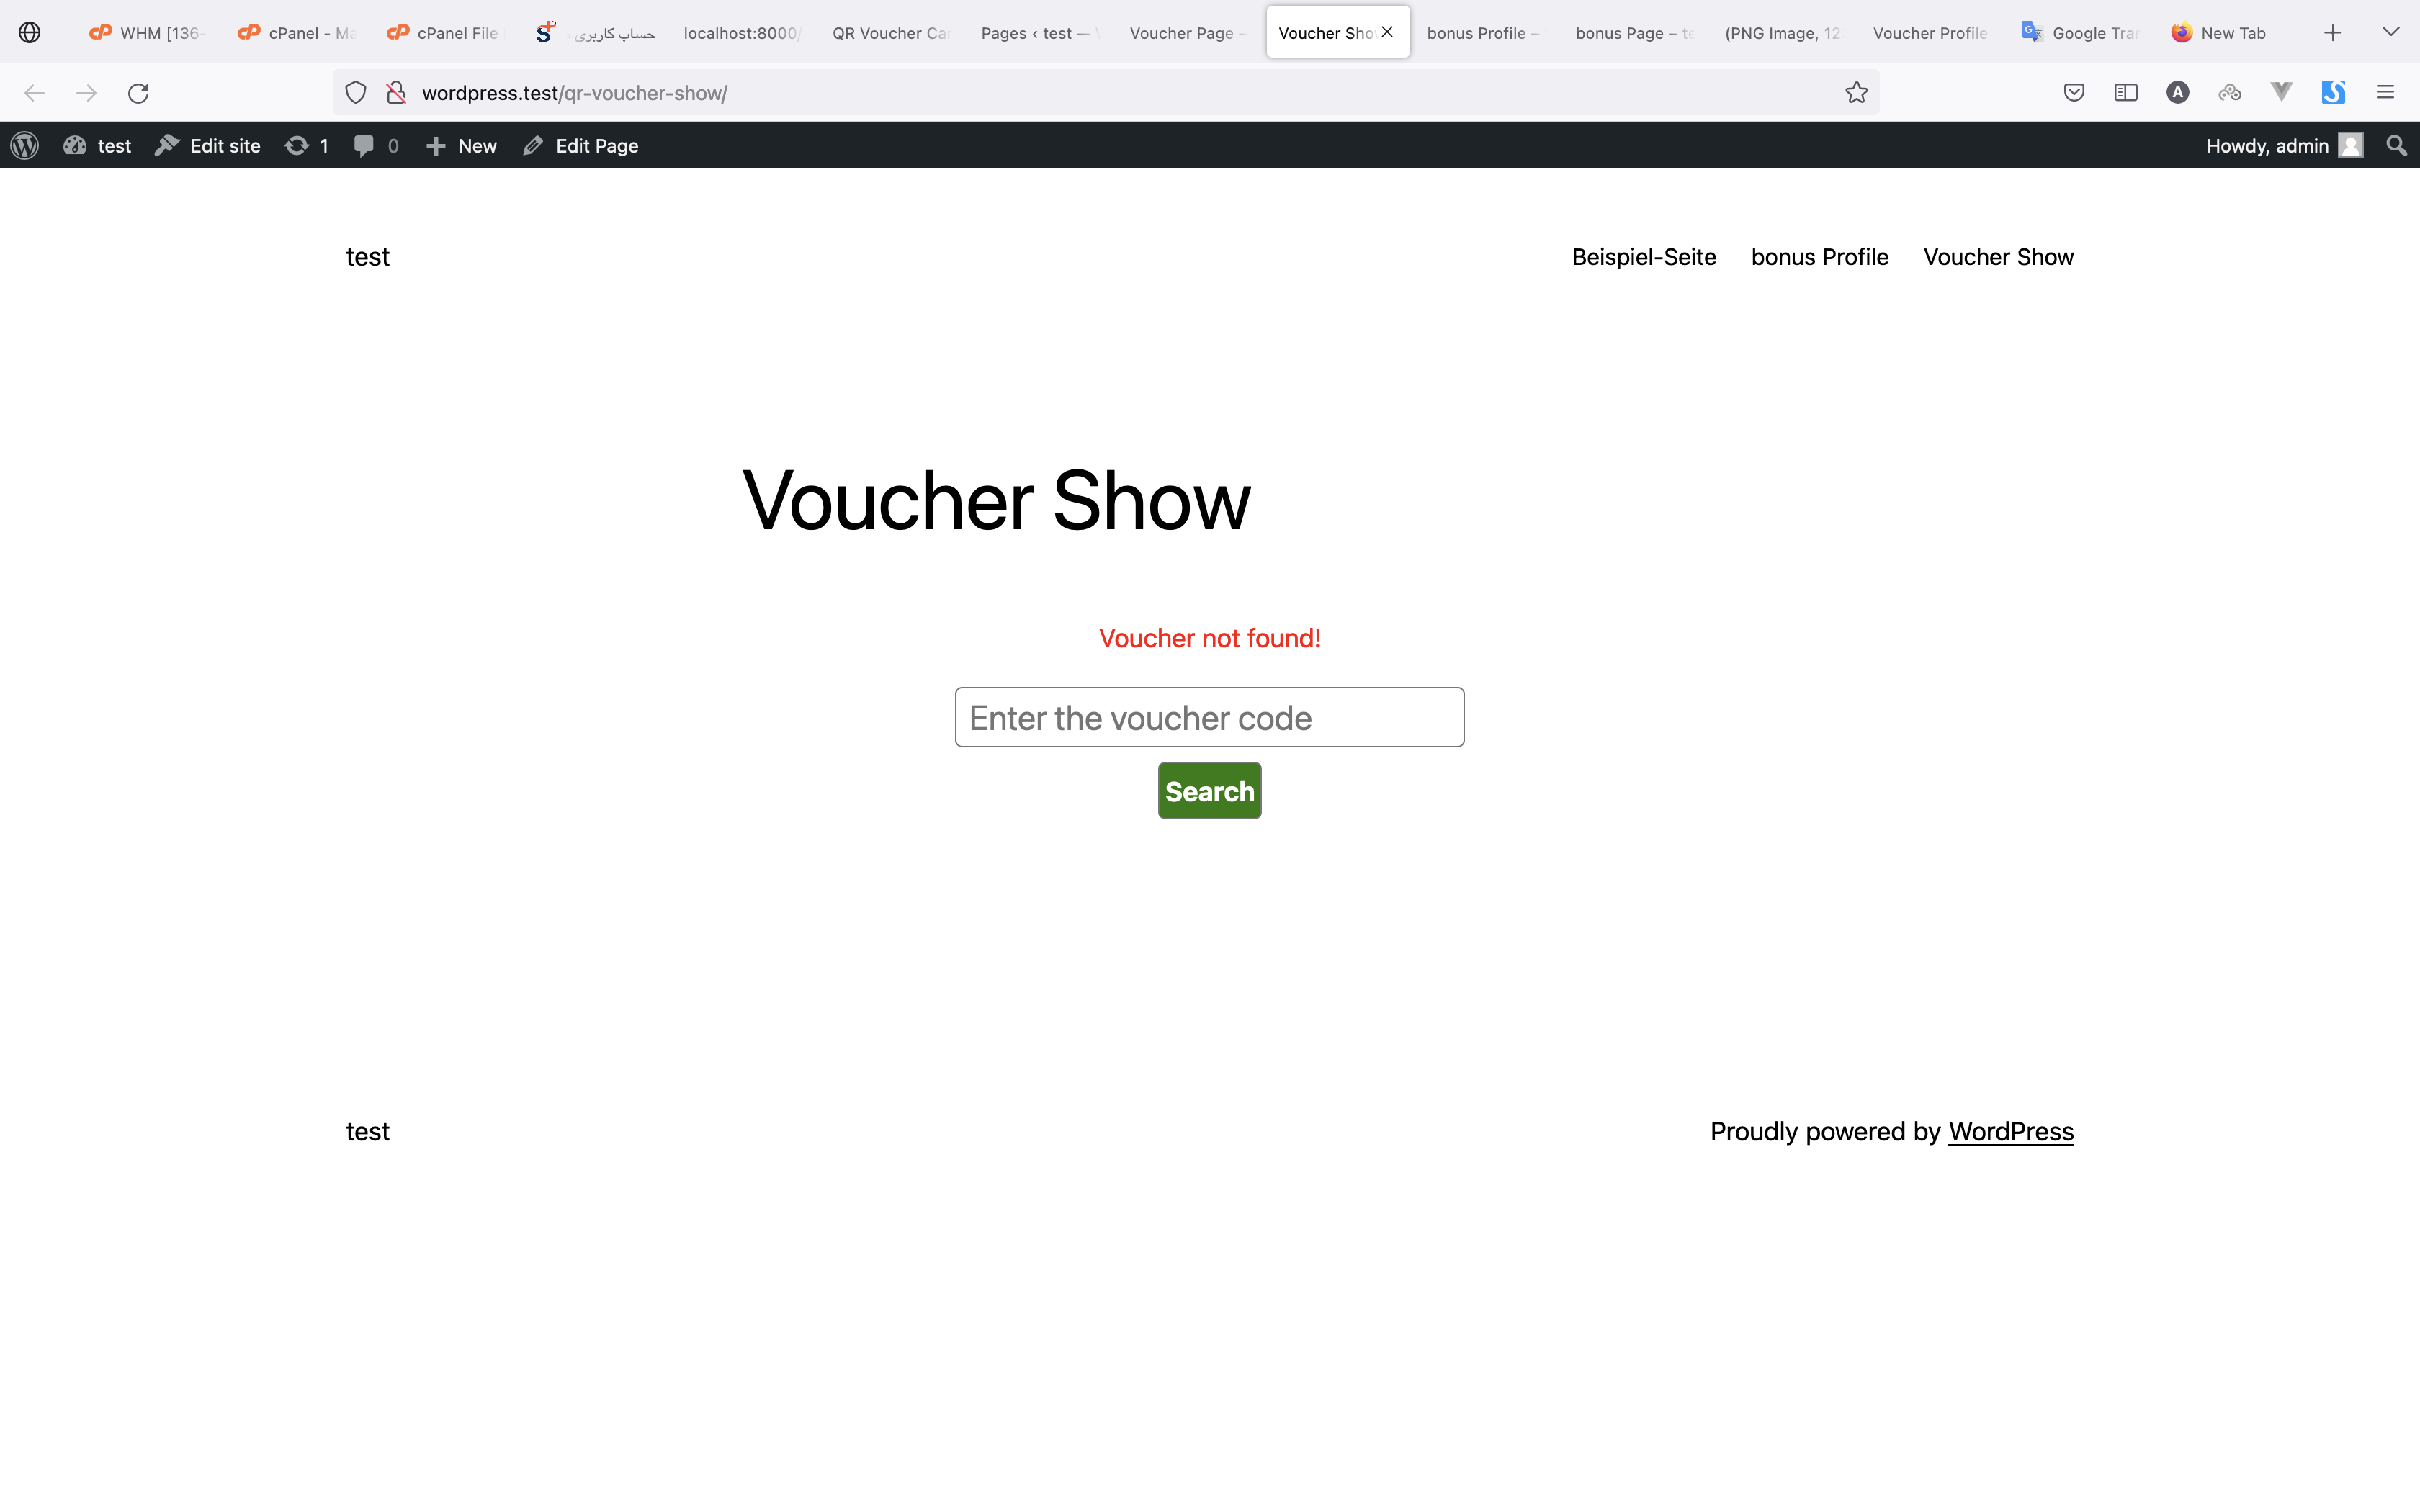 WHM [136- cPanel - Ma cPanel File حساب کاربری localhost:8000/ QR Voucher Ca Pages ‹ test — Voucher Page – Voucher Sho bonus Profile – bonus Page – te (PNG Image, 12 Voucher Profile Google Tra New Tab
wordpress.test/qr-voucher-show/
test Edit site 1 0 New Edit Page Howdy, admin
test Beispiel-Seite bonus Profile Voucher Show
Voucher Show
Voucher not found!
Enter the voucher code
Search
test Proudly powered by WordPress